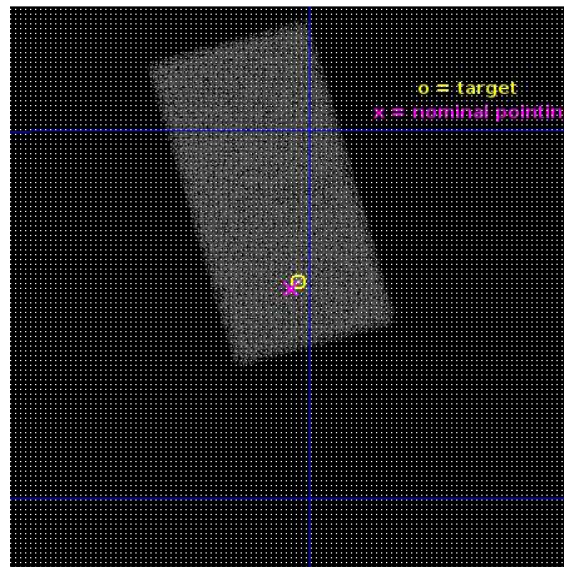 o = target
x = nominal pointin